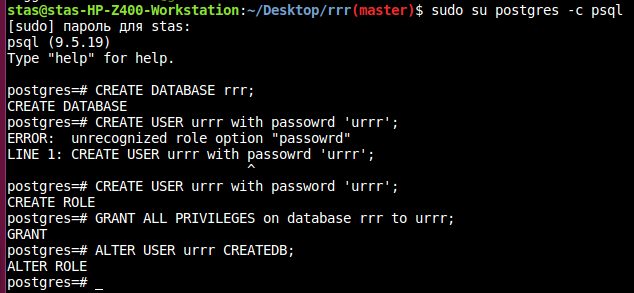 stas@stas-HP-Z400-Workstation:~/Desktop/rrr(master)$ sudo su postgres -c psql
[sudo] пароль для stas:
psql (9.5.19)
Type "help" for help.
postgres=# CREATE DATABASE rrr;
CREATE DATABASE
postgres=# CREATE USER urrr with passowrd 'urrr';
ERROR:  unrecognized role option "passowrd"
LINE 1: CREATE USER urrr with passowrd 'urrr';
                              ^
postgres=# CREATE USER urrr with password 'urrr';
CREATE ROLE
postgres=# GRANT ALL PRIVILEGES on database rrr to urrr;
GRANT
postgres=# ALTER USER urrr CREATEDB;
ALTER ROLE
postgres=# _